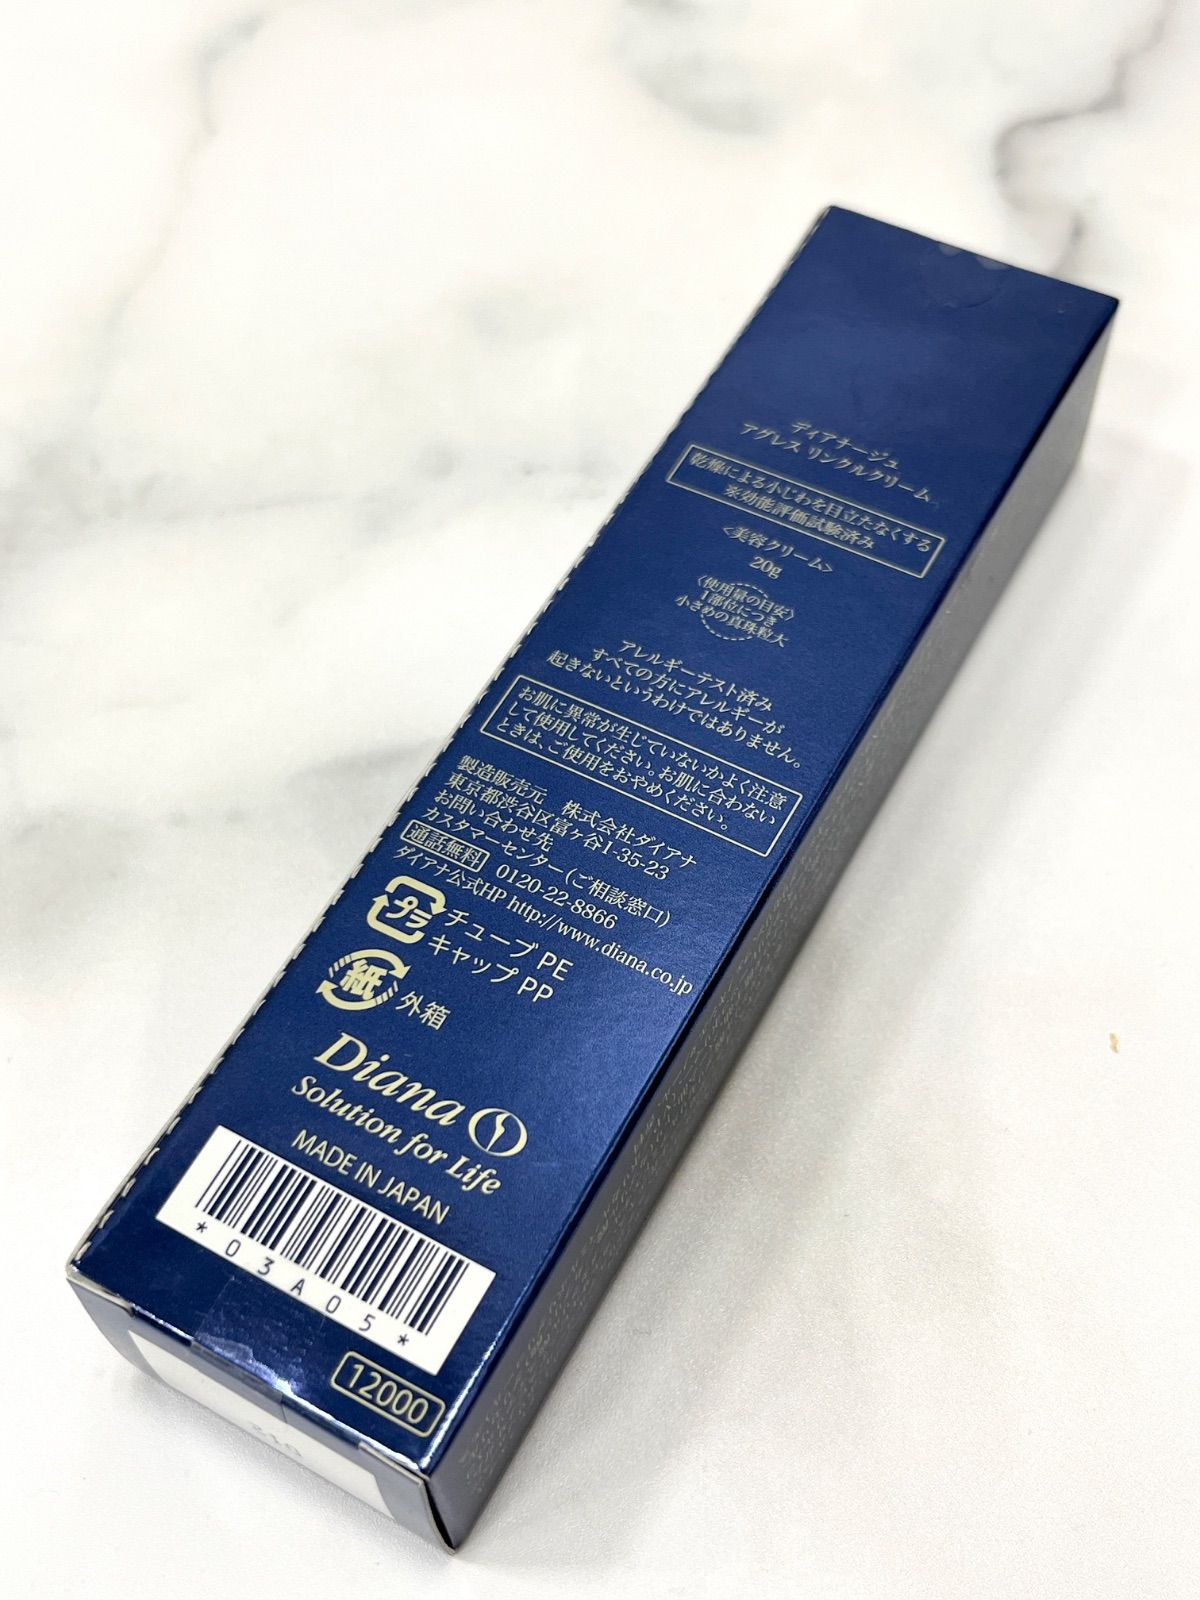 ディアナージュ
アグレス リンクルクリーム
乾燥による小じわを目立たなくする
※効能評価試験済み
<美容クリーム>
20g
〈使用量の目安〉
1部位につき
小さめの真珠粒大
アレルギーテスト済み
すべての方にアレルギーが
起きないというわけではありません。
お肌に異常が生じていないかよく注意
して使用してください。お肌に合わない
ときは、ご使用をおやめください。
製造販売元 株式会社ダイアナ
東京都渋谷区富ヶ谷1-35-23
お問い合わせ先
カスタマーセンター(ご相談窓口)
通話無料 0120-22-8866
ダイアナ公式HP http://www.diana.co.jp
プラ チューブ PE
キャップ PP
紙 外箱
Diana
Solution for Life
MADE IN JAPAN
*03A05*
12000